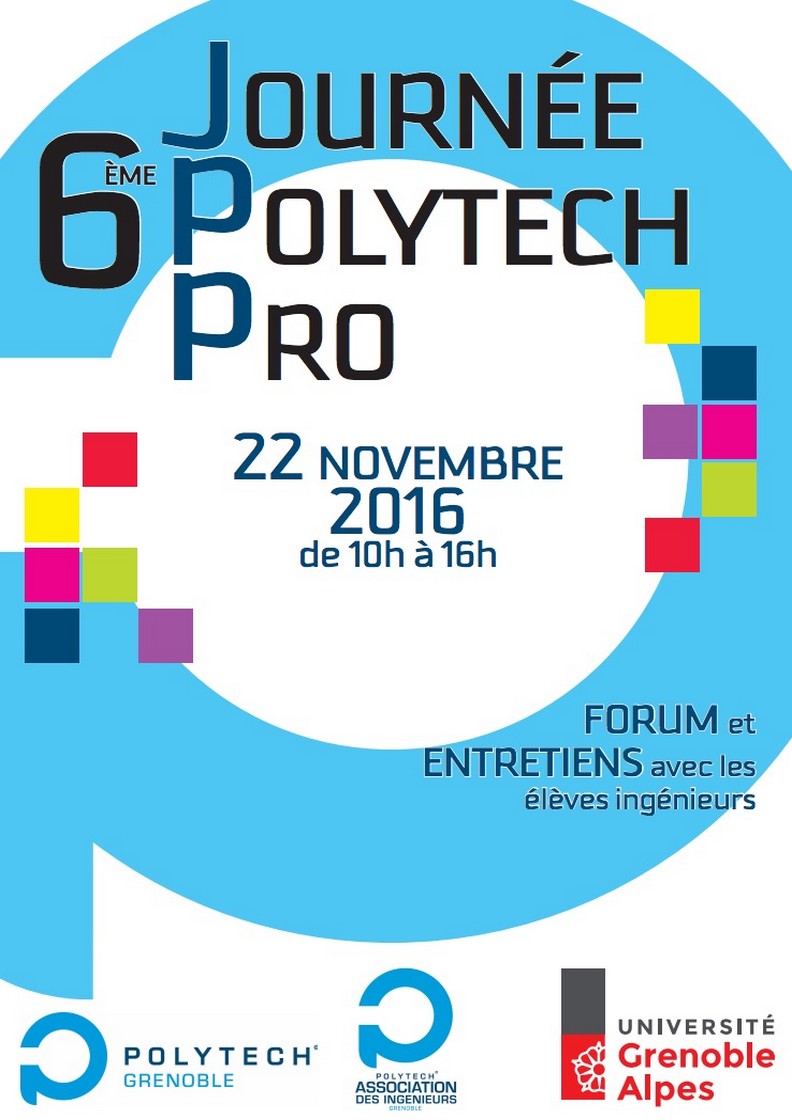 JOURNÉE
6ÈME POLYTECH
PRO
22 NOVEMBRE
2016
de 10h à 16h
FORUM et
ENTRETIENS avec les
élèves ingénieurs
POLYTECH
GRENOBLE
POLYTECH
ASSOCIATION
DES INGENIEURS
GRENOBLE
UNIVERSITÉ
Grenoble
Alpes